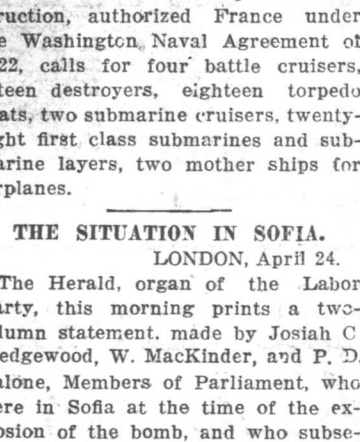 ruction, authorized France under
e Washington Naval Agreement of
22, calls for four battle cruisers,
teen destroyers, eighteen torpedo
ats, two submarine cruisers, twenty-
ght first class submarines and sub-
arine layers, two mother ships for
rplanes.
THE SITUATION IN SOFIA.
LONDON, April 24.
The Herald, organ of the Labor
arty, this morning prints a two-
lumn statement, made by Josiah C
edgewood, W. MacKinder, and P. D.
alone, Members of Parliament, who
ere in Sofia at the time of the ex-
osion of the bomb, and who subse-